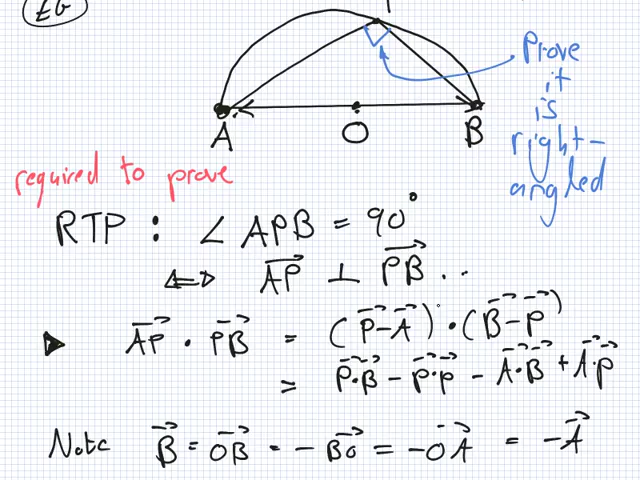 Eg
A O B
Prove
it
is
right-
angled
required to prove
RTP : ∠ APB = 90°
⟺ AP⃗ ⊥ PB⃗ ..
▶ AP⃗ · PB⃗ = (P⃗ - A⃗) · (B⃗ - P⃗)
= P⃗·B⃗ - P⃗·P⃗ - A⃗·B⃗ + A⃗·P⃗
Note B⃗ = OB⃗ = - BO⃗ = -OA⃗ = -A⃗